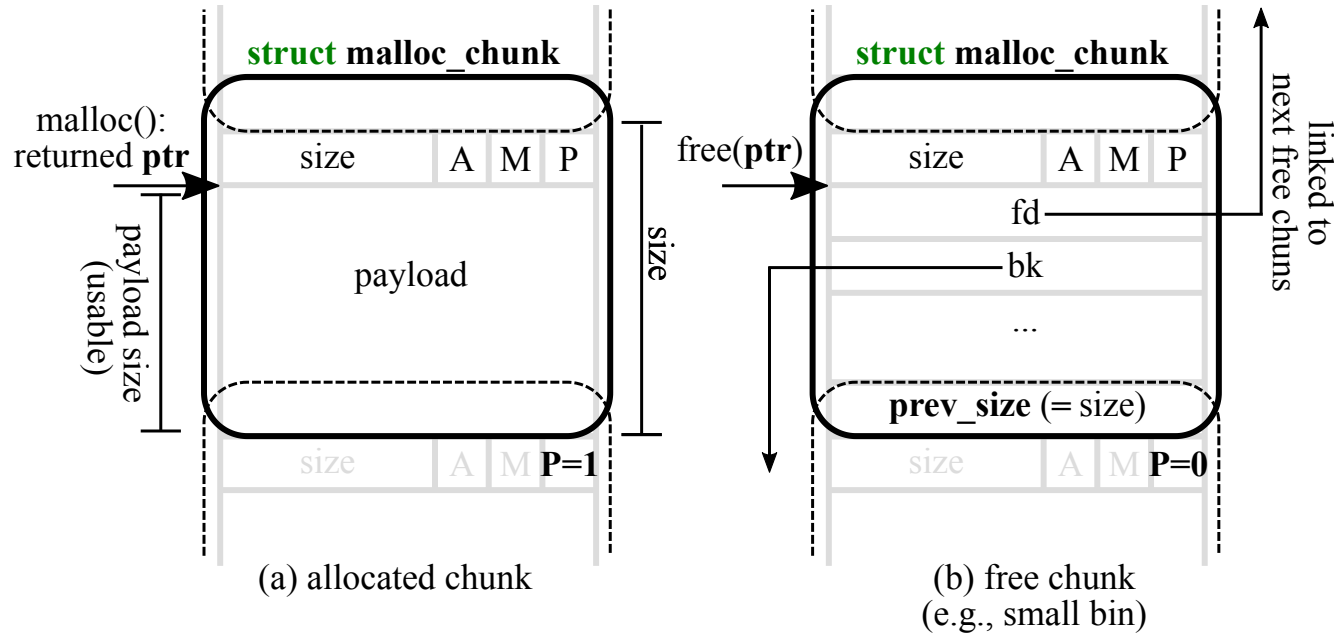 struct malloc_chunk
malloc():
returned ptr
size A M P
payload size
(usable)
payload
size
size A M P=1
(a) allocated chunk
struct malloc_chunk
free(ptr)
size A M P
fd
bk
...
prev_size (= size)
size A M P=0
linked to
next free chuns
(b) free chunk
(e.g., small bin)